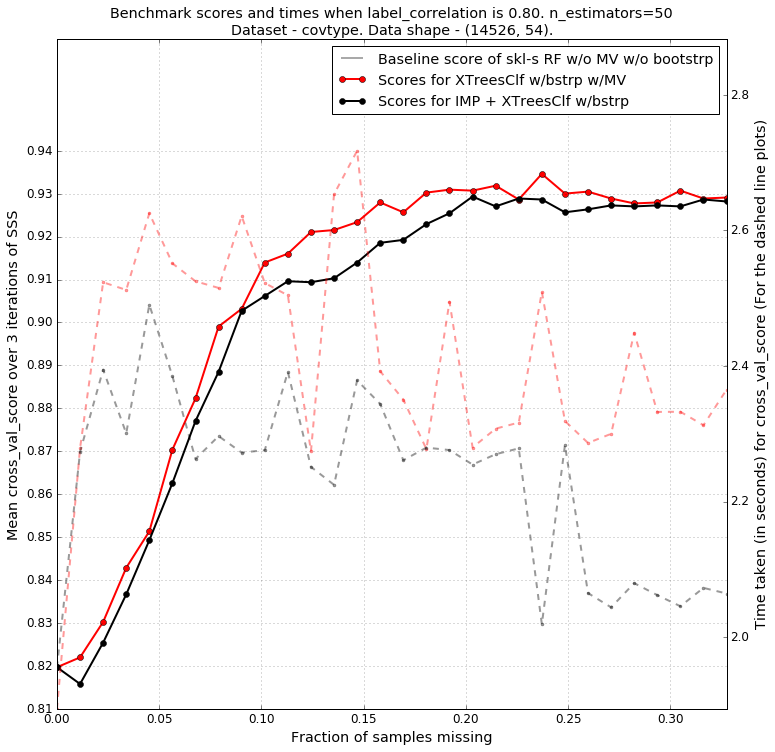 Benchmark scores and times when label_correlation is 0.80. n_estimators=50
Dataset - covtype. Data shape - (14526, 54).
Baseline score of skl-s RF w/o MV w/o bootstrp
Scores for XTreesClf w/bstrp w/MV
Scores for IMP + XTreesClf w/bstrp
Mean cross_val_score over 3 iterations of SSS
0.94
0.93
0.92
0.91
0.90
0.89
0.88
0.87
0.86
0.85
0.84
0.83
0.82
0.81
2.8
2.6
2.4
2.2
2.0
Time taken (in seconds) for cross_val_score (For the dashed line plots)
0.00 0.05 0.10 0.15 0.20 0.25 0.30
Fraction of samples missing